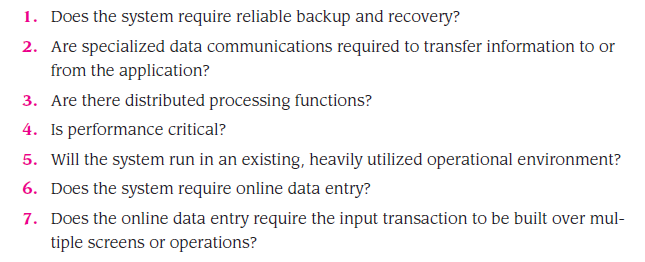 1. Does the system require reliable backup and recovery?
2. Are specialized data communications required to transfer information to or
from the application?
3. Are there distributed processing functions?
4. Is performance critical?
5. Will the system run in an existing, heavily utilized operational environment?
6. Does the system require online data entry?
7. Does the online data entry require the input transaction to be built over mul-
tiple screens or operations?